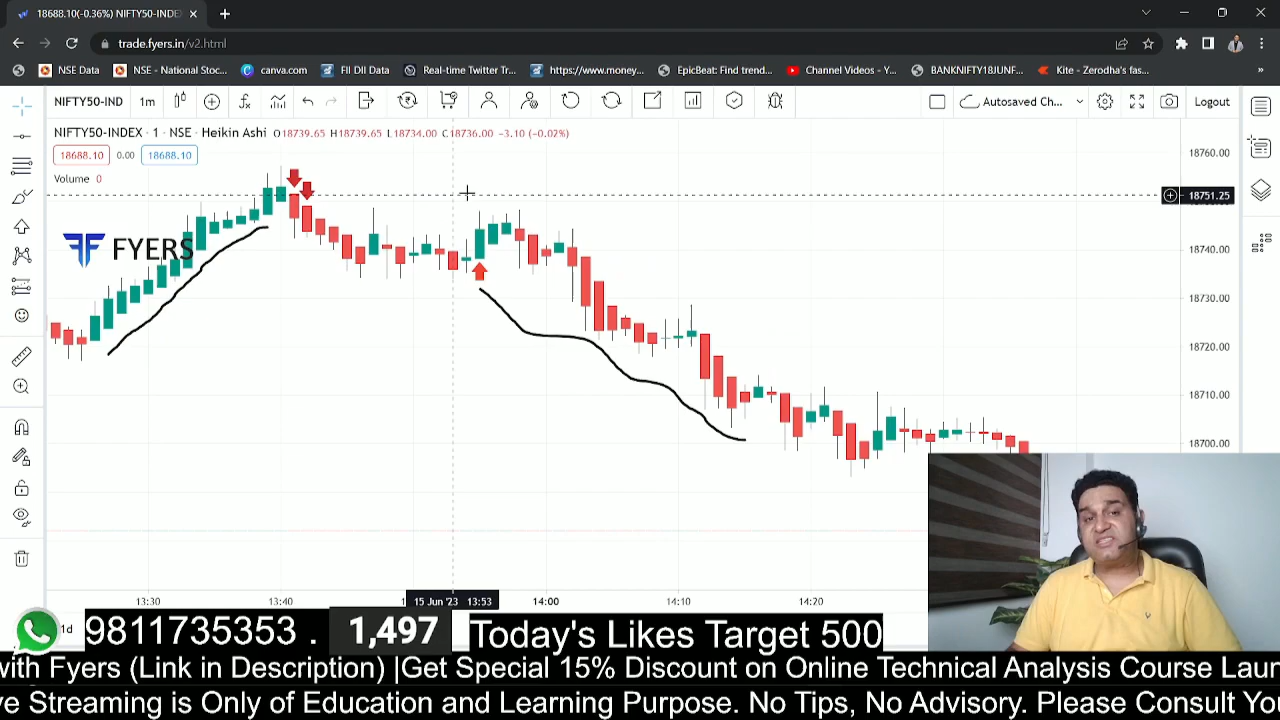 18688.10(-0.36%) NIFTY50-INDE
trade.fyers.in/v2.html
NSE Data
NSE - National Stoc...
canva.com
FII DII Data
Real-time Twitter Tr...
https://www.money...
EpicBeat: Find trend...
Channel Videos - Y...
BANKNIFTY18JUNF...
Kite - Zerodha's fas...
NIFTY50-IND
1m
Autosaved Ch...
Logout
NIFTY50-INDEX · 1 · NSE · Heikin Ashi O18739.65 H18739.65 L18734.00 C18736.00 -3.10 (-0.02%)
18688.10 0.00 18688.10
Volume 0
FYERS
18760.00
18751.25
18740.00
18730.00
18720.00
18710.00
18700.00
13:30
13:40
15 Jun '23 13:53
14:00
14:10
14:20
1d
9811735353 .
1,497
Today's Likes Target 500
with Fyers (Link in Description) |Get Special 15% Discount on Online Technical Analysis Course Laun
ve Streaming is Only of Education and Learning Purpose. No Tips, No Advisory. Please Consult You